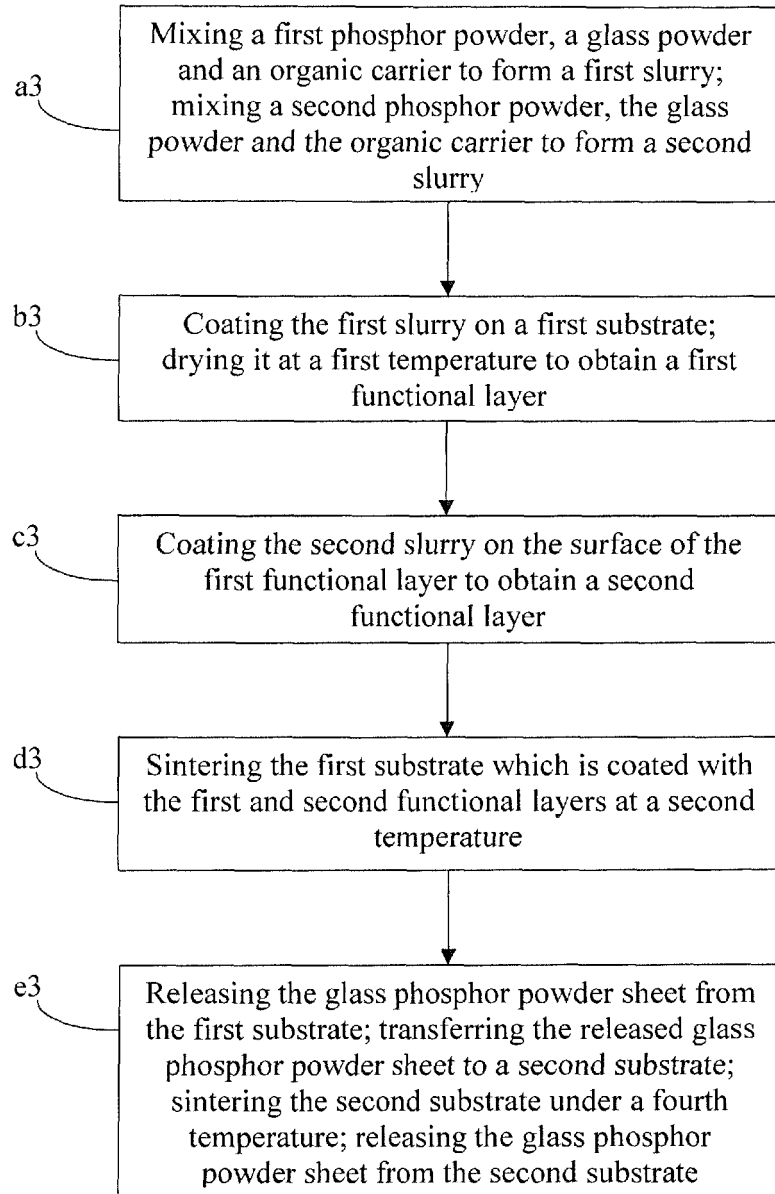 a3
Mixing a first phosphor powder, a glass powder
and an organic carrier to form a first slurry;
mixing a second phosphor powder, the glass
powder and the organic carrier to form a second
slurry
b3
Coating the first slurry on a first substrate;
drying it at a first temperature to obtain a first
functional layer
c3
Coating the second slurry on the surface of the
first functional layer to obtain a second
functional layer
d3
Sintering the first substrate which is coated with
the first and second functional layers at a second
temperature
e3
Releasing the glass phosphor powder sheet from
the first substrate; transferring the released glass
phosphor powder sheet to a second substrate;
sintering the second substrate under a fourth
temperature; releasing the glass phosphor
powder sheet from the second substrate